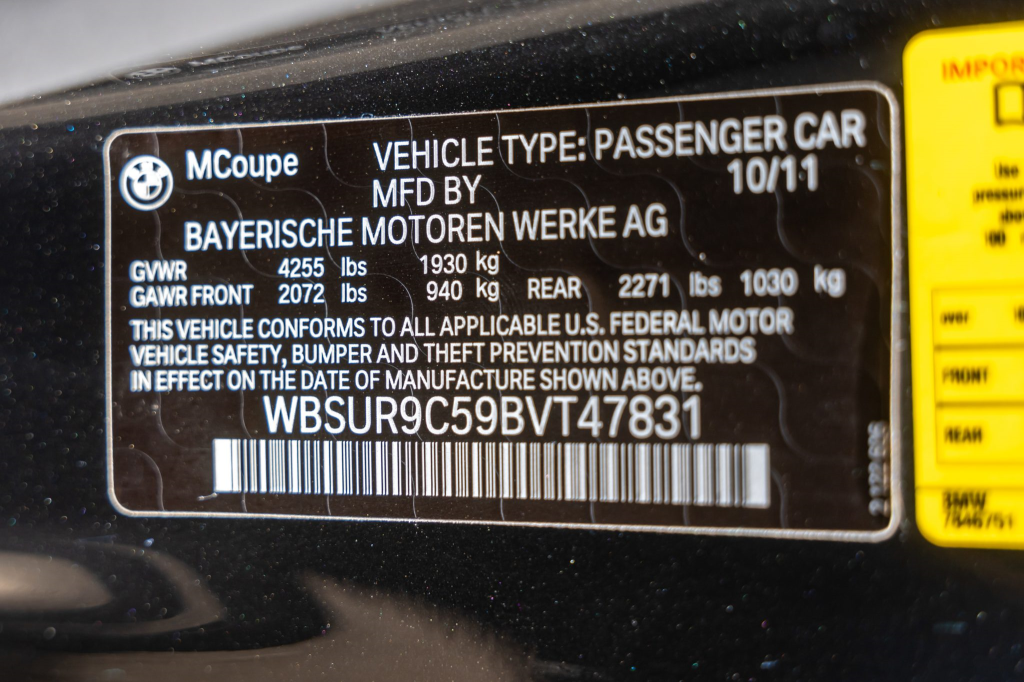 MCoupe
VEHICLE TYPE: PASSENGER CAR
MFD BY 10/11
BAYERISCHE MOTOREN WERKE AG
GVWR 4255 lbs 1930 kg
GAWR FRONT 2072 lbs 940 kg REAR 2271 lbs 1030 kg
THIS VEHICLE CONFORMS TO ALL APPLICABLE U.S. FEDERAL MOTOR
VEHICLE SAFETY, BUMPER AND THEFT PREVENTION STANDARDS
IN EFFECT ON THE DATE OF MANUFACTURE SHOWN ABOVE.
WBSUR9C59BVT47831
over
FRONT
REAR
BMW